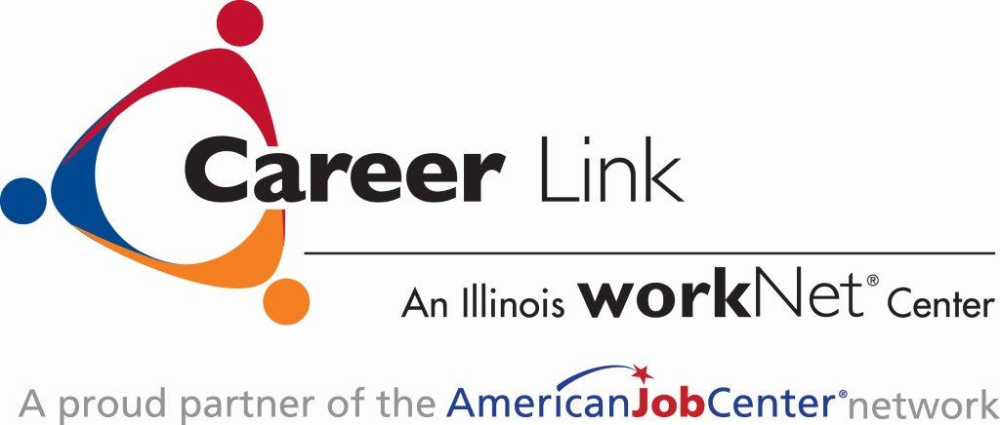 Career Link
An Illinois workNet® Center
A proud partner of the AmericanJobCenter® network